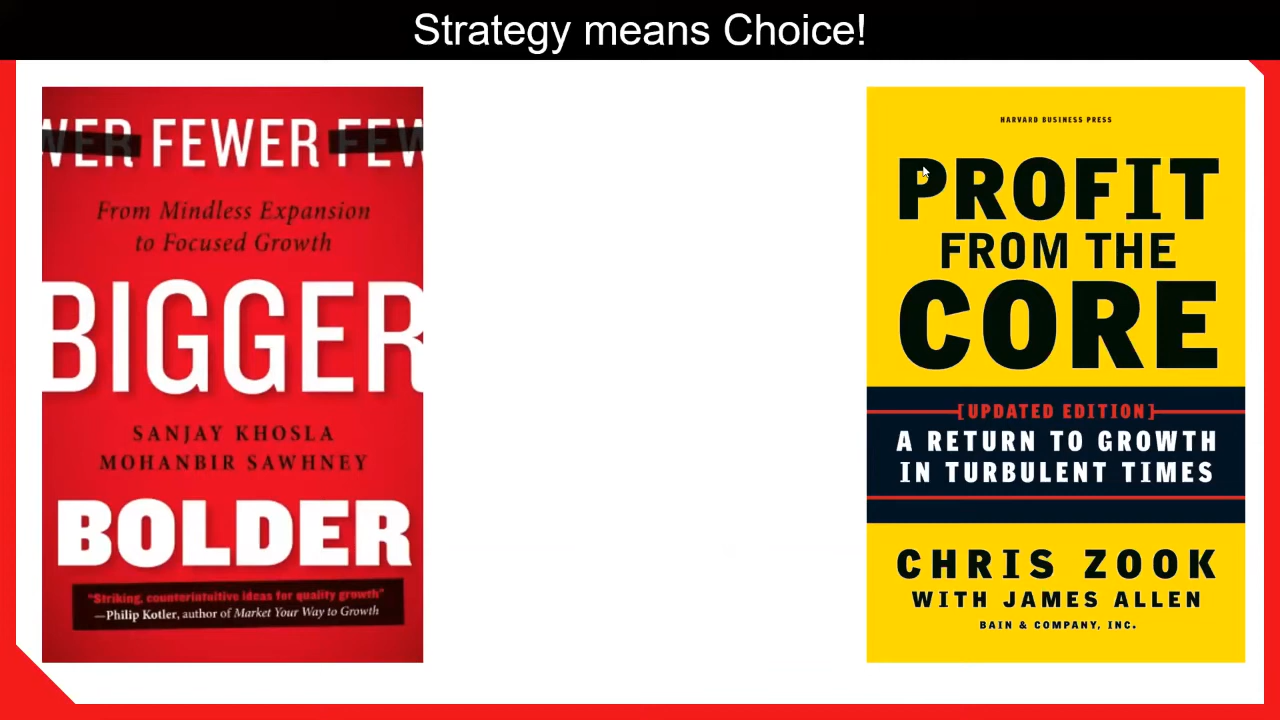 Strategy means Choice!
WER FEWER FEW
From Mindless Expansion
to Focused Growth
BIGGER
SANJAY KHOSLA
MOHANBIR SAWHNEY
BOLDER
"Striking, counterintuitive ideas for quality growth"
—Philip Kotler, author of Market Your Way to Growth
HARVARD BUSINESS PRESS
PROFIT
FROM THE
CORE
[UPDATED EDITION]
A RETURN TO GROWTH
IN TURBULENT TIMES
CHRIS ZOOK
WITH JAMES ALLEN
BAIN & COMPANY, INC.